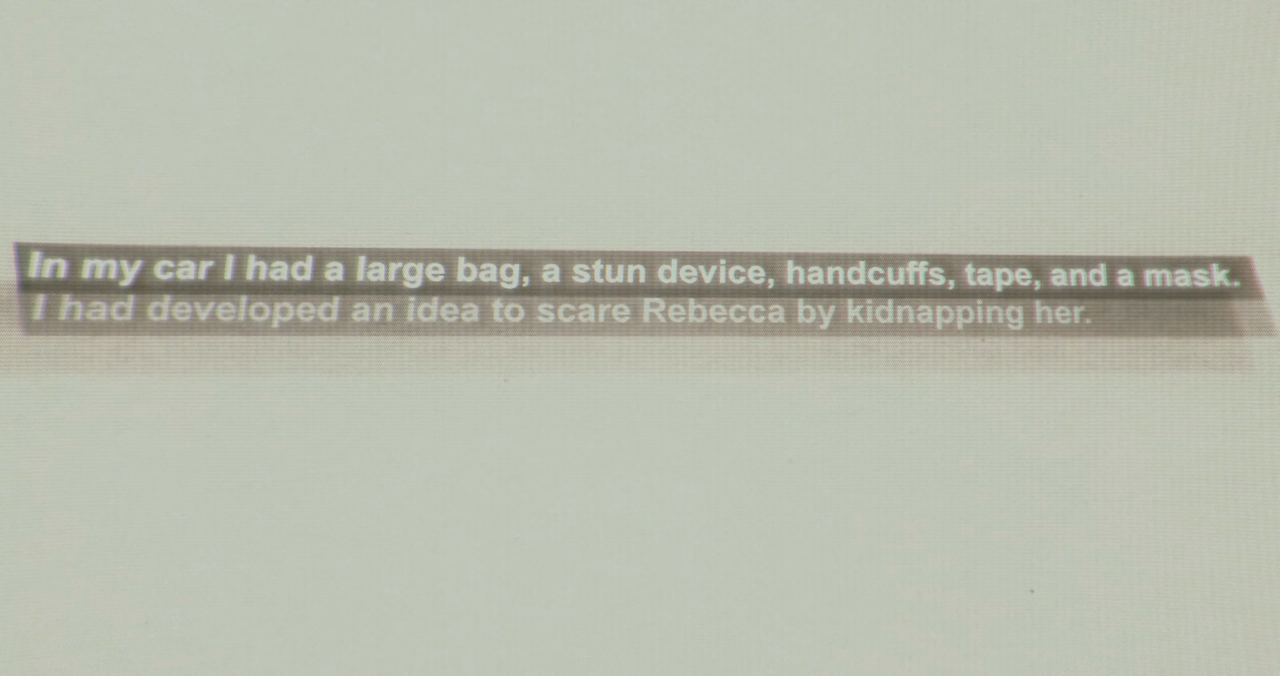 In my car I had a large bag, a stun device, handcuffs, tape, and a mask.
I had developed an idea to scare Rebecca by kidnapping her.